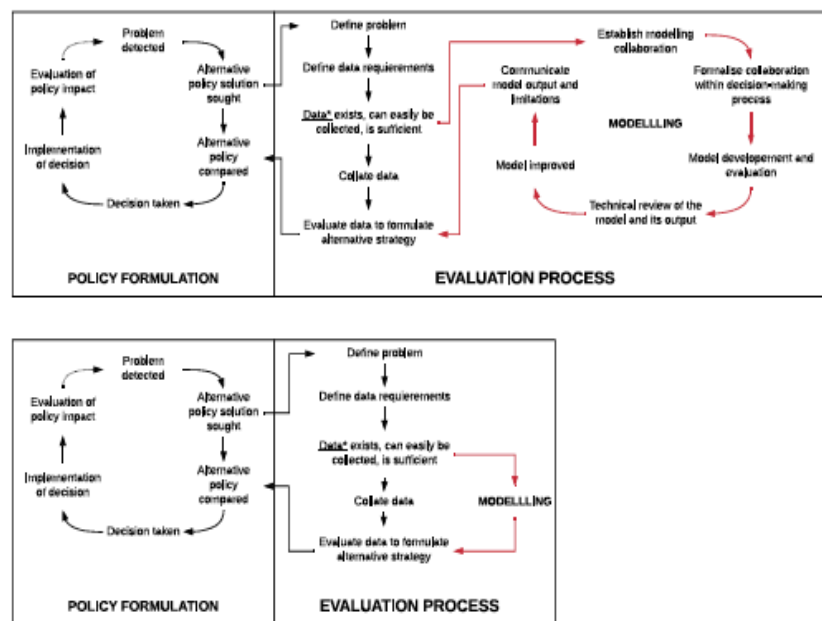 Problem
detected
Evaluation of
policy impact
Alternative
policy solution
sought
Implementation
of decision
Alternative
policy
compared
Decision taken
POLICY FORMULATION
Define problem
Define data requierements
Data* exists, can easily be
collected, is sufficient
Collate data
Evaluate data to formulate
alternative strategy
Establish modelling
collaboration
Communicate
model output and
limitations
Formalise collaboration
within decision-making
process
MODELLLING
Model improved
Model developement and
evaluation
Technical review of the
model and its output
EVALUATION PROCESS
Problem
detected
Evaluation of
policy impact
Alternative
policy solution
sought
Implementation
of decision
Alternative
policy
compared
Decision taken
POLICY FORMULATION
Define problem
Define data requierements
Data* exists, can easily be
collected, is sufficient
Collate data
MODELLLING
Evaluate data to formulate
alternative strategy
EVALUATION PROCESS